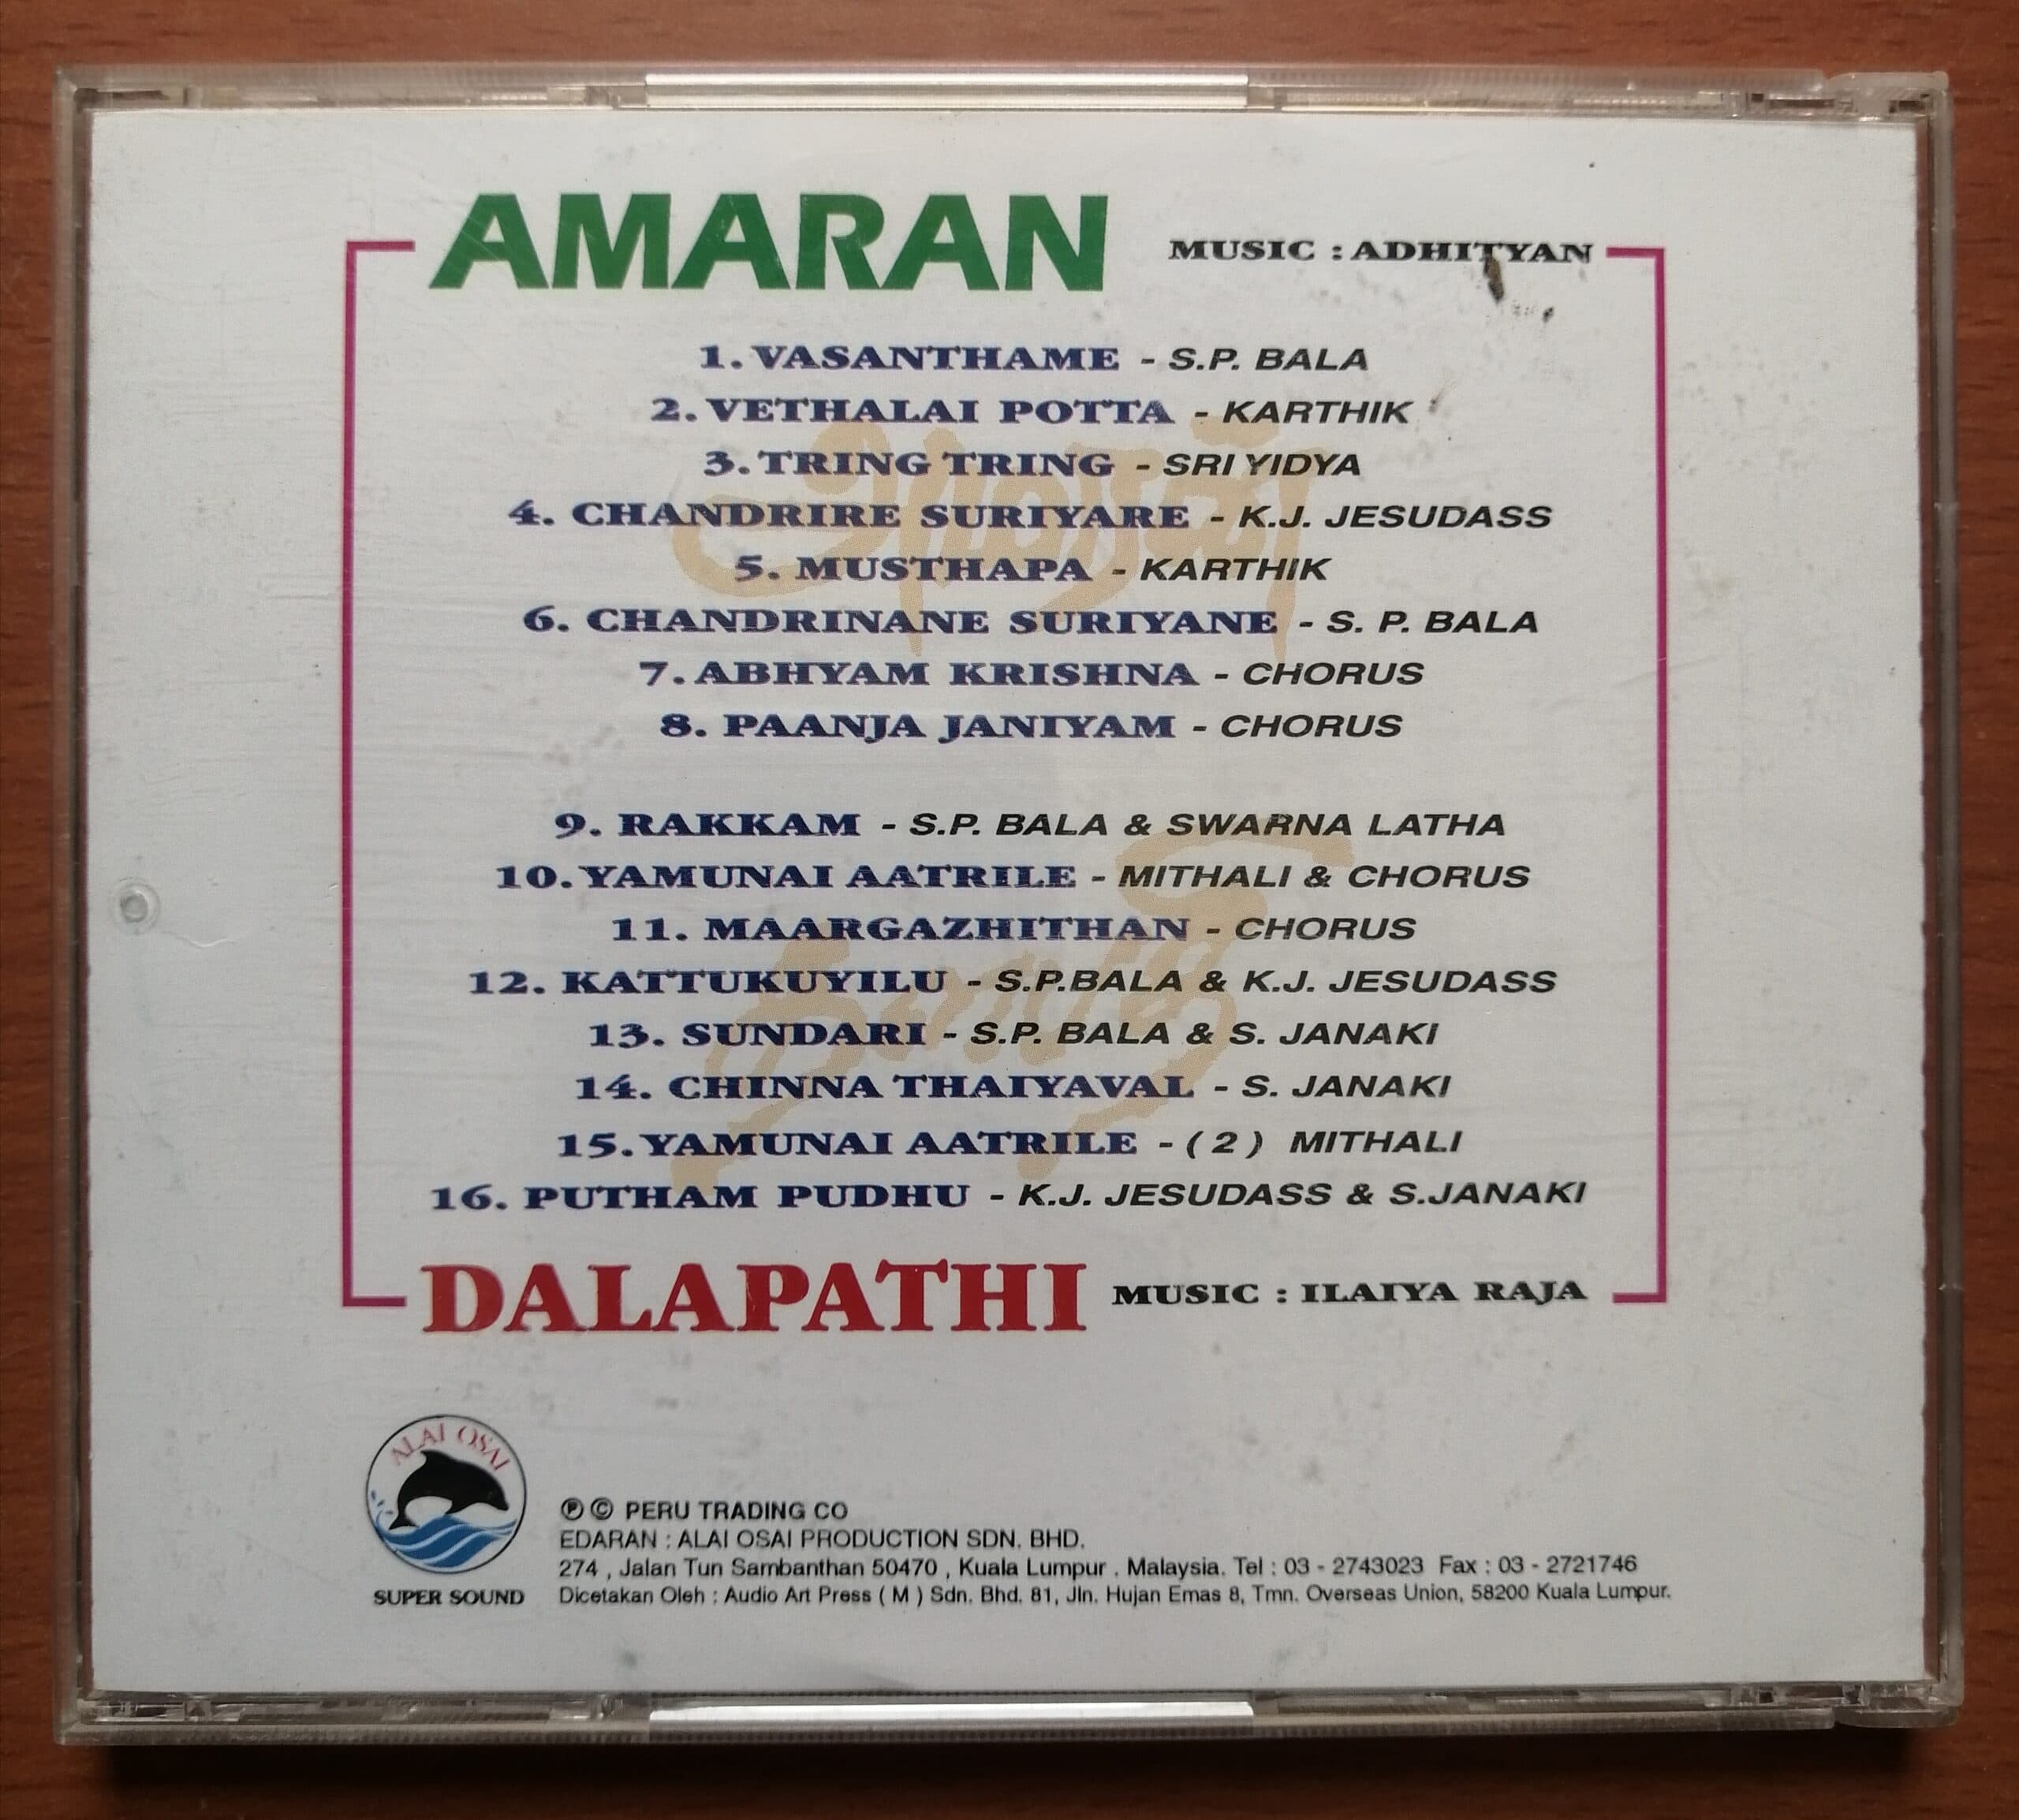 AMARAN MUSIC : ADHITYAN
1. VASANTHAME - S.P. BALA
2. VETHALAI POTTA - KARTHIK
3. TRING TRING - SRI YIDYA
4. CHANDRIRE SURIYARE - K.J. JESUDASS
5. MUSTHAPA - KARTHIK
6. CHANDRINANE SURIYANE - S. P. BALA
7. ABHYAM KRISHNA - CHORUS
8. PAANJA JANIYAM - CHORUS
அமரன்
9. RAKKAM - S.P. BALA & SWARNA LATHA
10. YAMUNAI AATRILE - MITHALI & CHORUS
11. MAARGAZHITHAN - CHORUS
12. KATTUKUYILU - S.P.BALA & K.J. JESUDASS
13. SUNDARI - S.P. BALA & S. JANAKI
14. CHINNA THAIYAVAL - S. JANAKI
15. YAMUNAI AATRILE - ( 2 ) MITHALI
16. PUTHAM PUDHU - K.J. JESUDASS & S.JANAKI
தளபதி
DALAPATHI MUSIC : ILAIYA RAJA
ALAI OSAI
SUPER SOUND
Ⓟ © PERU TRADING CO
EDARAN : ALAI OSAI PRODUCTION SDN. BHD.
274 , Jalan Tun Sambanthan 50470 , Kuala Lumpur . Malaysia. Tel : 03 - 2743023 Fax : 03 - 2721746
Dicetakan Oleh : Audio Art Press ( M ) Sdn. Bhd. 81, Jln. Hujan Emas 8, Tmn. Overseas Union, 58200 Kuala Lumpur.